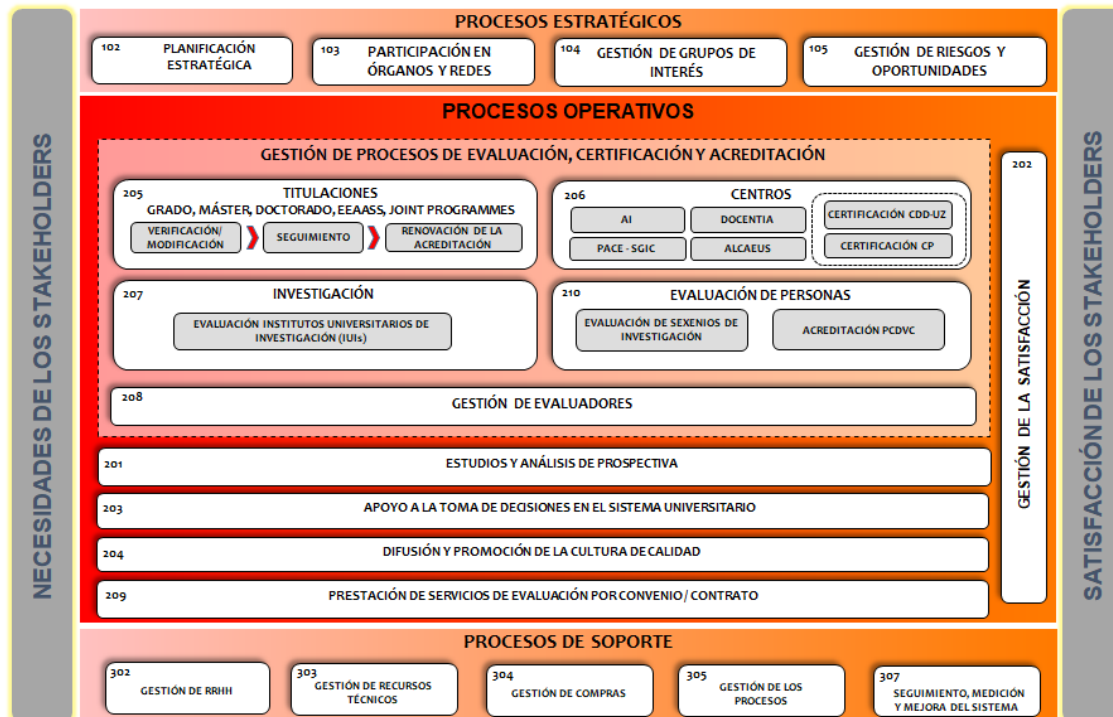 NECESIDADES DE LOS STAKEHOLDERS
PROCESOS ESTRATÉGICOS
102
PLANIFICACIÓN
ESTRATÉGICA
103
PARTICIPACIÓN EN
ÓRGANOS Y REDES
104
GESTIÓN DE GRUPOS DE
INTERÉS
105
GESTIÓN DE RIESGOS Y
OPORTUNIDADES
PROCESOS OPERATIVOS
GESTIÓN DE PROCESOS DE EVALUACIÓN, CERTIFICACIÓN Y ACREDITACIÓN
205
TITULACIONES
GRADO, MÁSTER, DOCTORADO, EEAASS, JOINT PROGRAMMES
VERIFICACIÓN/
MODIFICACIÓN
SEGUIMIENTO
RENOVACIÓN DE LA
ACREDITACIÓN
206
CENTROS
AI
DOCENTIA
PACE - SGIC
ALCAEUS
CERTIFICACIÓN CDD-UZ
CERTIFICACIÓN CP
207
INVESTIGACIÓN
EVALUACIÓN INSTITUTOS UNIVERSITARIOS DE
INVESTIGACIÓN (IUIs)
210
EVALUACIÓN DE PERSONAS
EVALUACIÓN DE SEXENIOS DE
INVESTIGACIÓN
ACREDITACIÓN PCDVC
208
GESTIÓN DE EVALUADORES
201
ESTUDIOS Y ANÁLISIS DE PROSPECTIVA
203
APOYO A LA TOMA DE DECISIONES EN EL SISTEMA UNIVERSITARIO
204
DIFUSIÓN Y PROMOCIÓN DE LA CULTURA DE CALIDAD
209
PRESTACIÓN DE SERVICIOS DE EVALUACIÓN POR CONVENIO / CONTRATO
202
GESTIÓN DE LA SATISFACCIÓN
PROCESOS DE SOPORTE
302
GESTIÓN DE RRHH
303
GESTIÓN DE RECURSOS
TÉCNICOS
304
GESTIÓN DE COMPRAS
305
GESTIÓN DE LOS
PROCESOS
307
SEGUIMIENTO, MEDICIÓN
Y MEJORA DEL SISTEMA
SATISFACCIÓN DE LOS STAKEHOLDERS